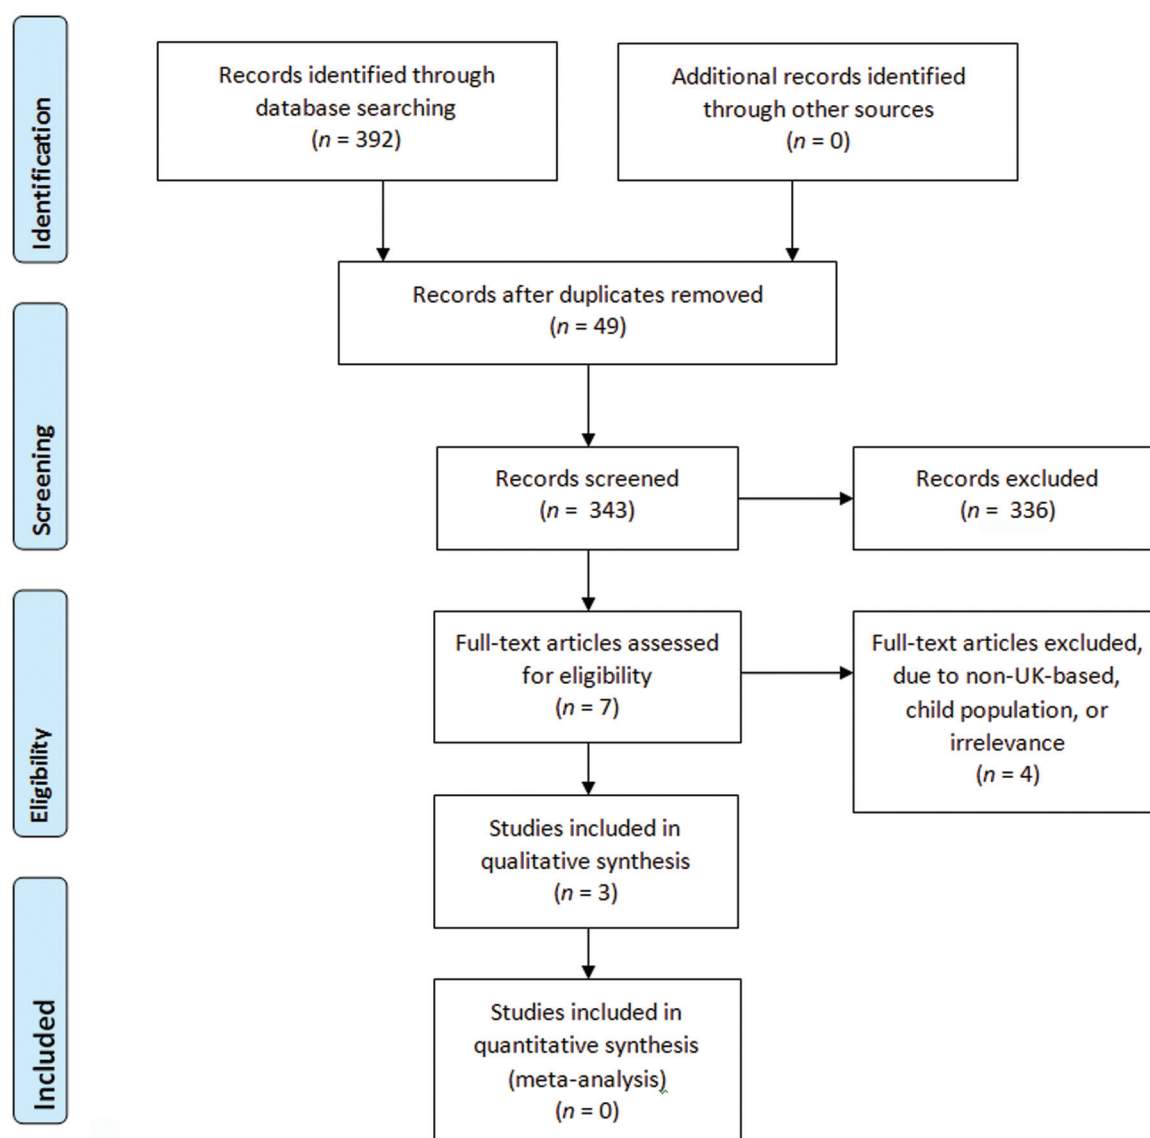 Identification
Records identified through
database searching
(n = 392)
Additional records identified
through other sources
(n = 0)
Records after duplicates removed
(n = 49)
Screening
Records screened
(n = 343)
Records excluded
(n = 336)
Eligibility
Full-text articles assessed
for eligibility
(n = 7)
Full-text articles excluded,
due to non-UK-based,
child population, or
irrelevance
(n = 4)
Studies included in
qualitative synthesis
(n = 3)
Included
Studies included in
quantitative synthesis
(meta-analysis)
(n = 0)